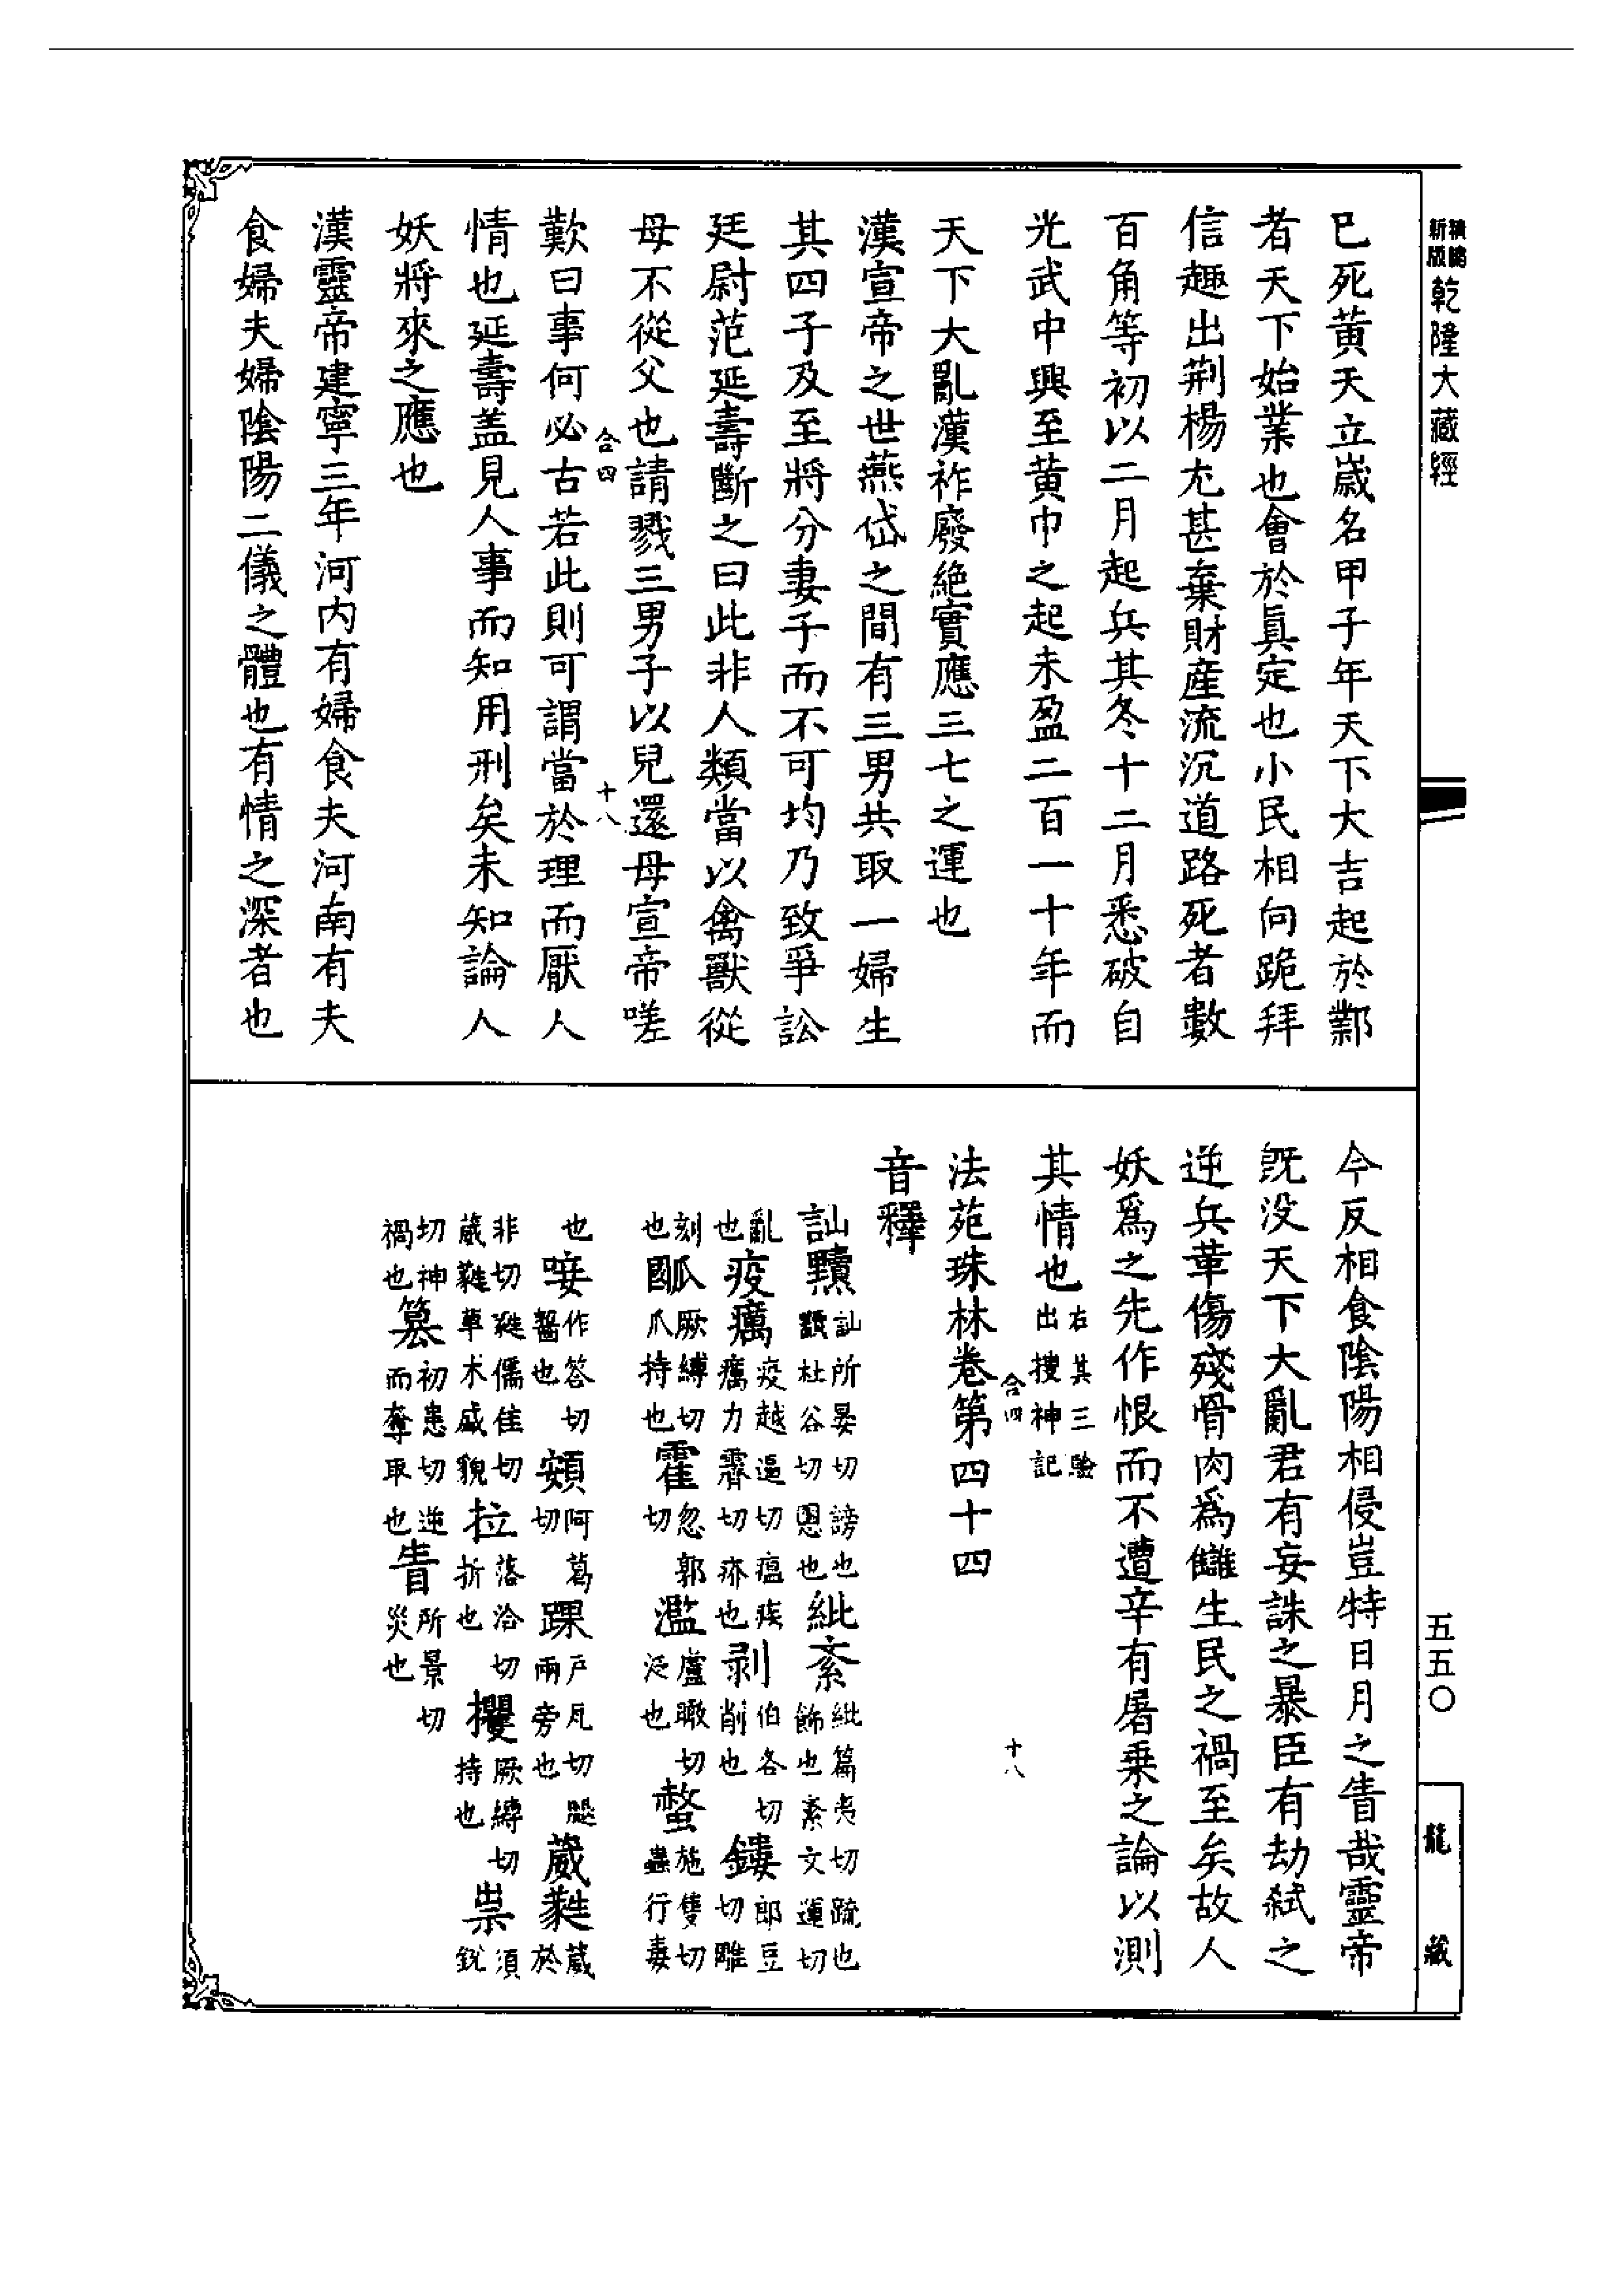 新版
乾隆大藏經
已死黃天立歲名甲子年天下大吉起於鄴
者天下始業也會於眞定也小民相向跪拜
信趣出荆楊尤甚棄財產流沉道路死者數
百角等初以二月起兵其冬十二月悉破自
光武中興至黃巾之起未盈二百一十年而
天下大亂漢祚廢絶實應三七之運也
漢宣帝之世燕岱之間有三男共取一婦生
其四子及至將分妻子而不可均乃致爭訟
廷尉范延壽斷之曰此非人類當以禽獸從
母不從父也請戮三男子以兒還母宣帝嗟
合四 十八
歎曰事何必古若此則可謂當於理而厭人
情也延壽盖見人事而知用刑矣未知論人
妖將來之應也
漢靈帝建寧三年河内有婦食夫河南有夫
食婦夫婦陰陽二儀之體也有情之深者也
今反相食陰陽相侵豈特日月之眚哉靈帝
旣没天下大亂君有妄誅之暴臣有劫弑之
逆兵革傷殘骨肉爲讎生民之禍至矣故人
妖爲之先作恨而不遭辛有屠乗之論以測
其情也右其三驗出搜神記
合四 十八
法苑珠林卷第四十四
音釋
訕黷訕所晏切謗也黷杜谷切慁也紕紊紕篇夷切疏也飾也紊文運切
亂也疫癘疫越逼切瘟疾癘力霽切疹也剥伯各切削也鏤郎豆切雕
刻也䤥厥縛切爪持也霍忽郭切濫盧瞰切泛也螫施隻切蟲行毒
也唼作答切醫也頞阿葛切踝戶瓦切腿兩旁也葳蕤葳於
非切蕤儒隹切葳蕤草木盛貌拉落洽切折也攫厥縛切持也祟須銳
切神禍也篡初患切逆而奪取也眚所景切災也
五五〇
龍藏